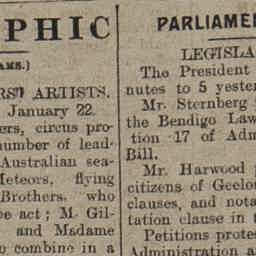 PHIC
AMS.)
RS' ARTISTS.
January 22.
ers, circus pro-
number of lead-
Australian sea-
Meteors, flying
Brothers, who
e act; M. Gil-
and Madame
o combine in a
PARLIAME
LEGISLA
The President
nutes to 5 yester
Mr. Sternberg
the Bendigo Law
tion 17 of Adm
Bill.
Mr. Harwood
citizens of Geelo
clauses, and nota
tation clause in t
Petitions prote
Administration a